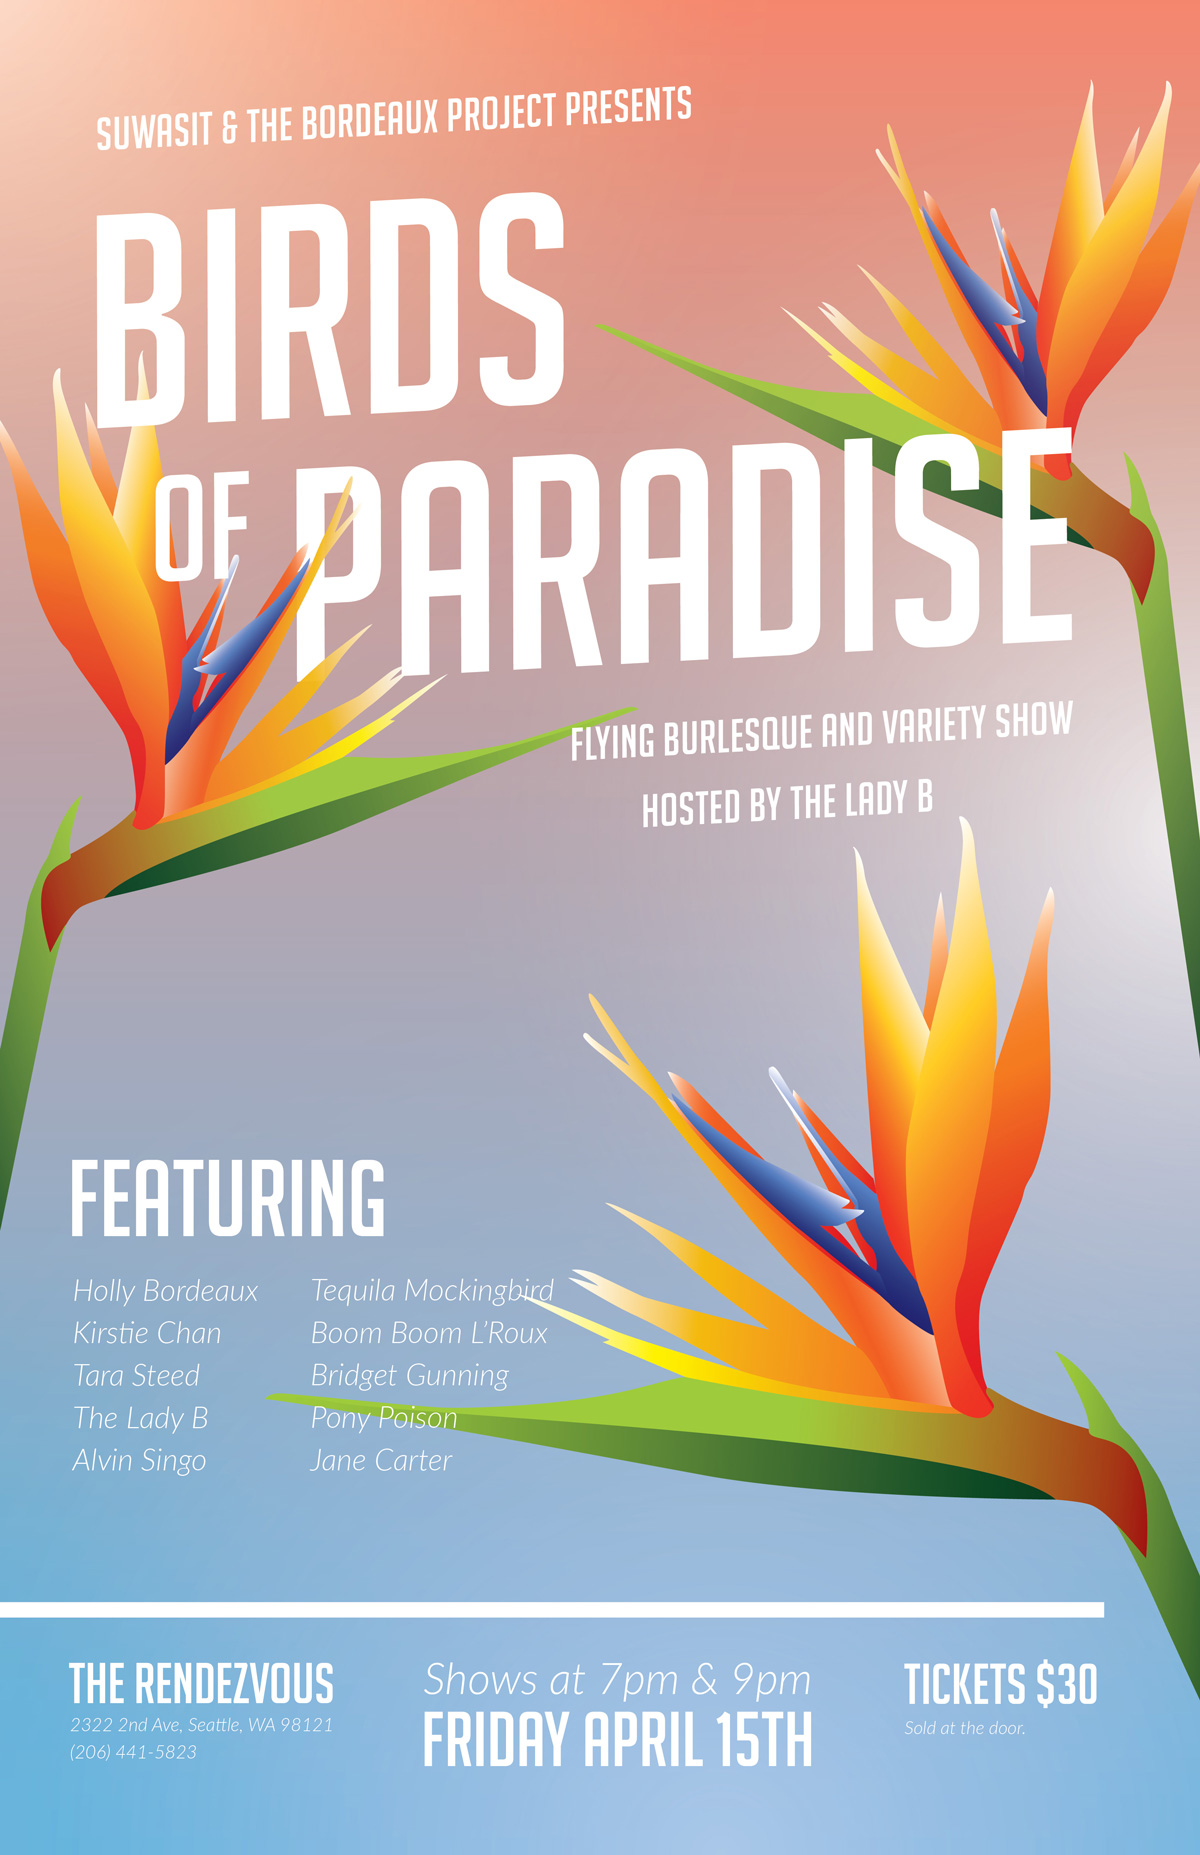 SUWASIT & THE BORDEAUX PROJECT PRESENTS
BIRDS
OF PARADISE
FLYING BURLESQUE AND VARIETY SHOW
HOSTED BY THE LADY B
FEATURING
Holly Bordeaux
Kirstie Chan
Tara Steed
The Lady B
Alvin Singo
Tequila Mockingbird
Boom Boom L'Roux
Bridget Gunning
Pony Poison
Jane Carter
THE RENDEZVOUS
2322 2nd Ave, Seattle, WA 98121
(206) 441-5823
Shows at 7pm & 9pm
FRIDAY APRIL 15TH
TICKETS $30
Sold at the door.